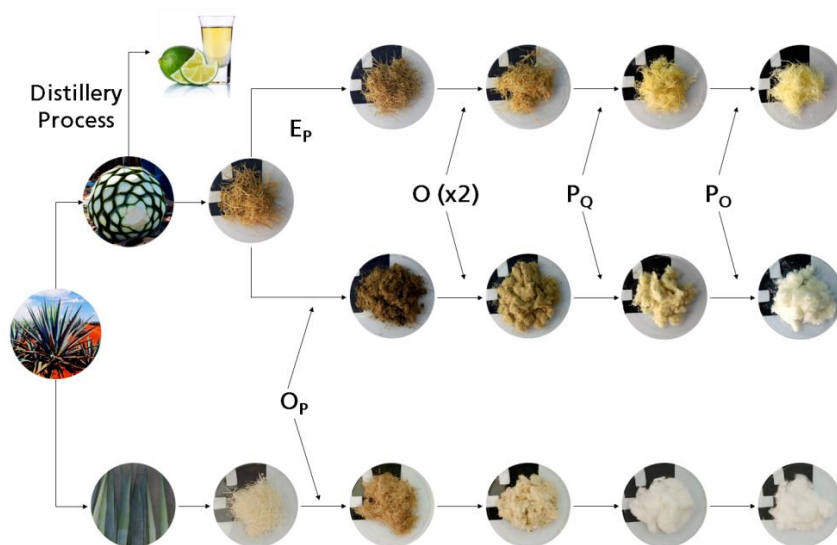 Distillery
Process
E_P
O (x2)
P_Q
P_O
O_P